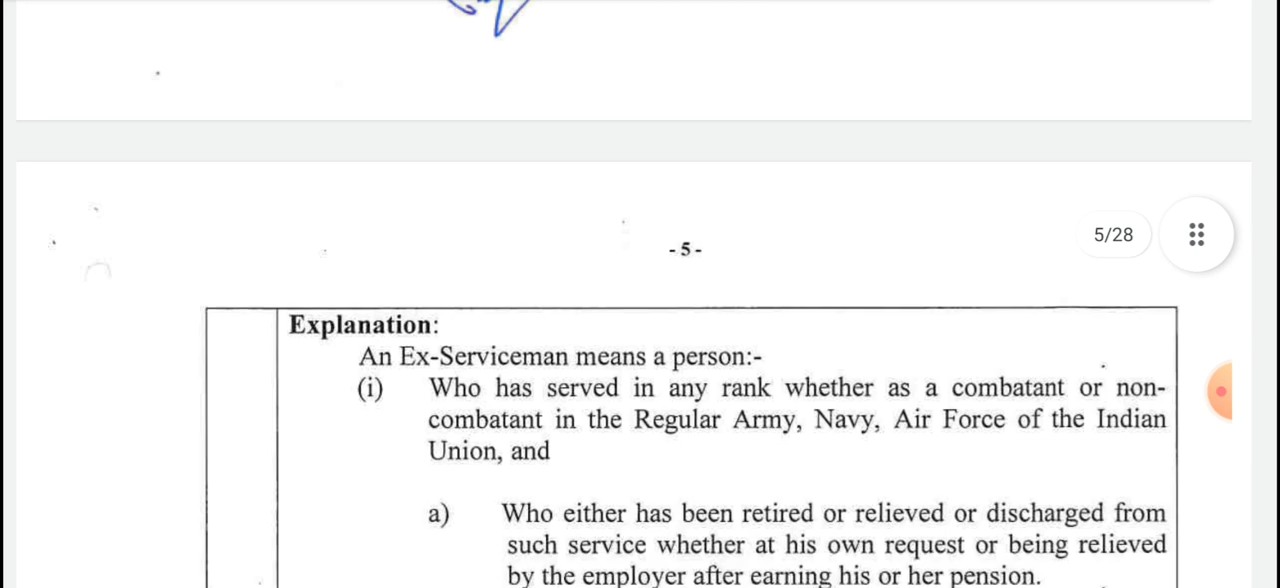 - 5 -
5/28
Explanation:
An Ex-Serviceman means a person:-
(i) Who has served in any rank whether as a combatant or non-
combatant in the Regular Army, Navy, Air Force of the Indian
Union, and
a) Who either has been retired or relieved or discharged from
such service whether at his own request or being relieved
by the employer after earning his or her pension.